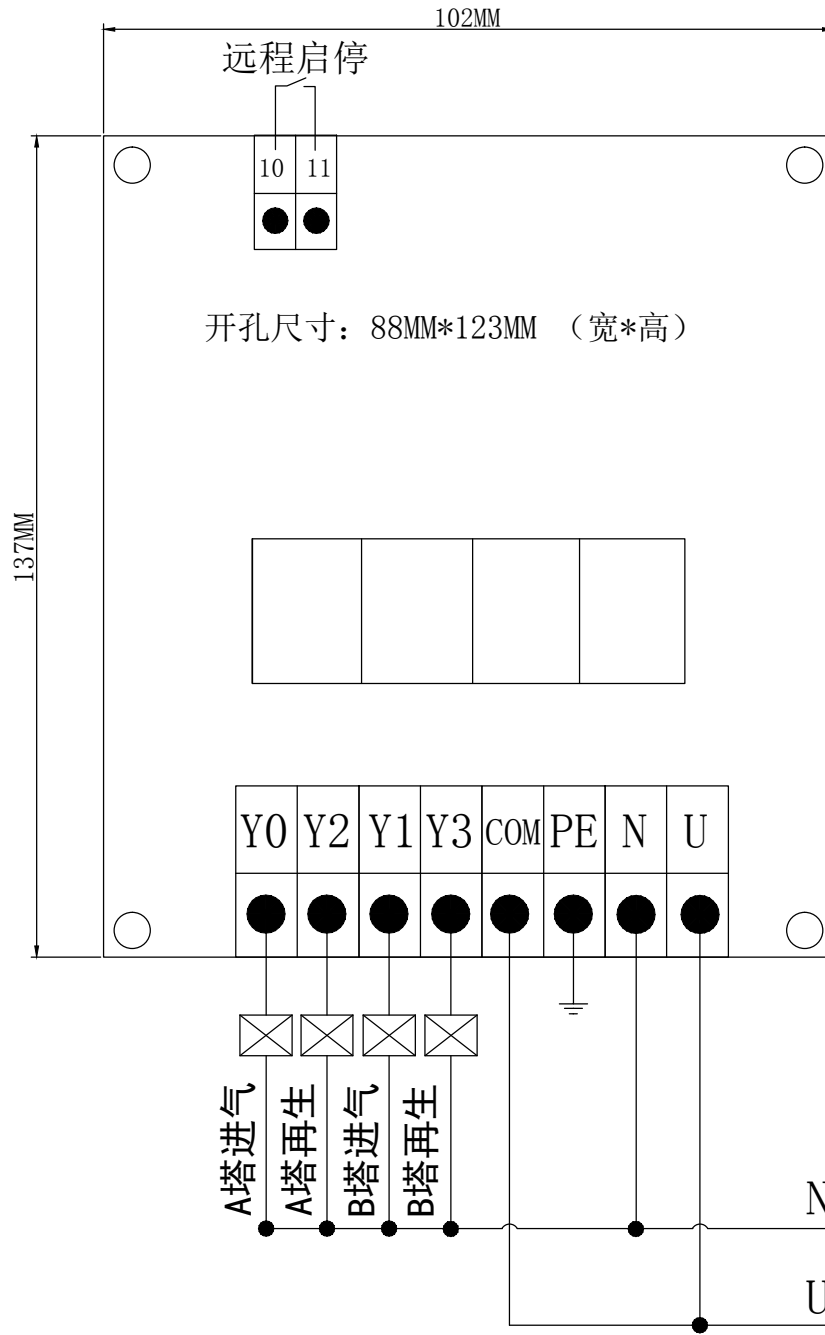 102MM
远程启停
10 11
开孔尺寸: 88MM*123MM （宽*高）
137MM
Y0 Y2 Y1 Y3 COM PE N U
A塔进气
A塔再生
B塔进气
B塔再生
N
U